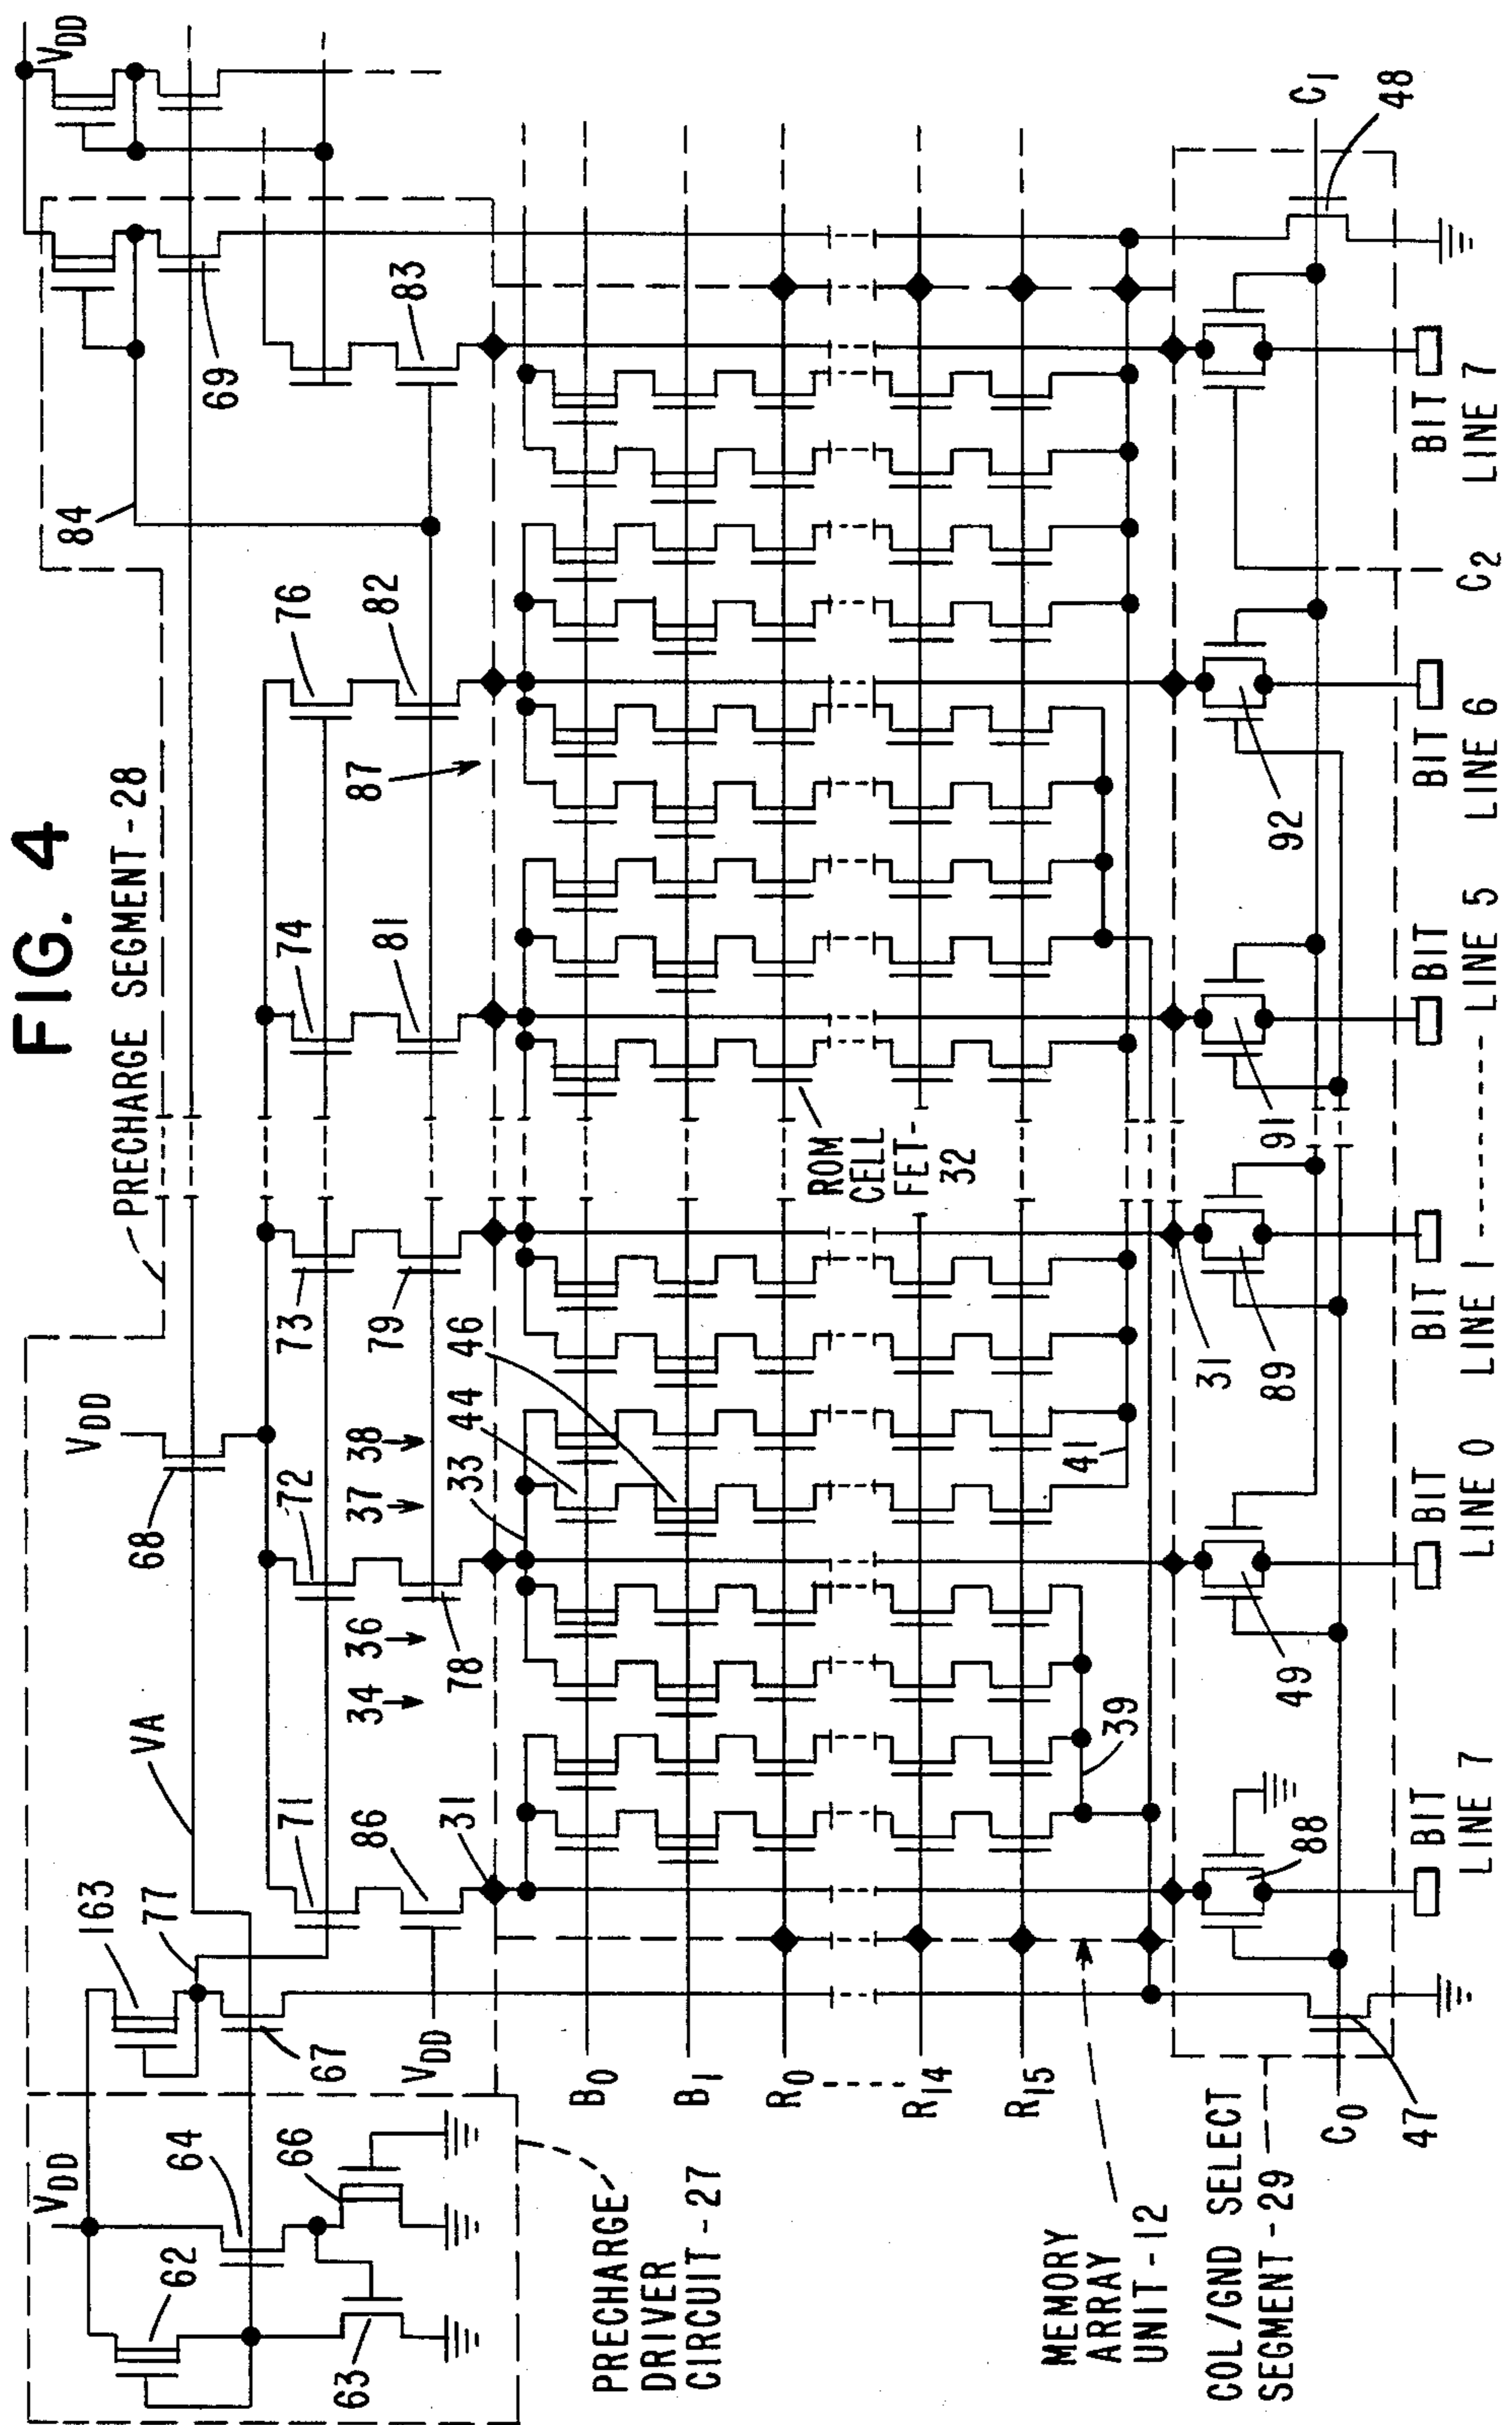 FIG. 4
PRECHARGE SEGMENT-28
VDD
VDD
VDD
VA
62
64
66
63
163
77
67
68
69
84
71
72
73
74
76
VDD
86
78
79
81
82
83
87
34
36
37
38
31
33
44
46
B0
B1
R0
R14
R15
PRECHARGE
DRIVER
CIRCUIT-27
ROM
CELL
FET-
32
39
41
MEMORY
ARRAY
UNIT-12
COL/GND SELECT
SEGMENT-29
C0
47
88
49
31
89
91
92
C2
C1
48
BIT
LINE 7
BIT
LINE 0
BIT
LINE 1
BIT
LINE 5
BIT
LINE 6
BIT
LINE 7